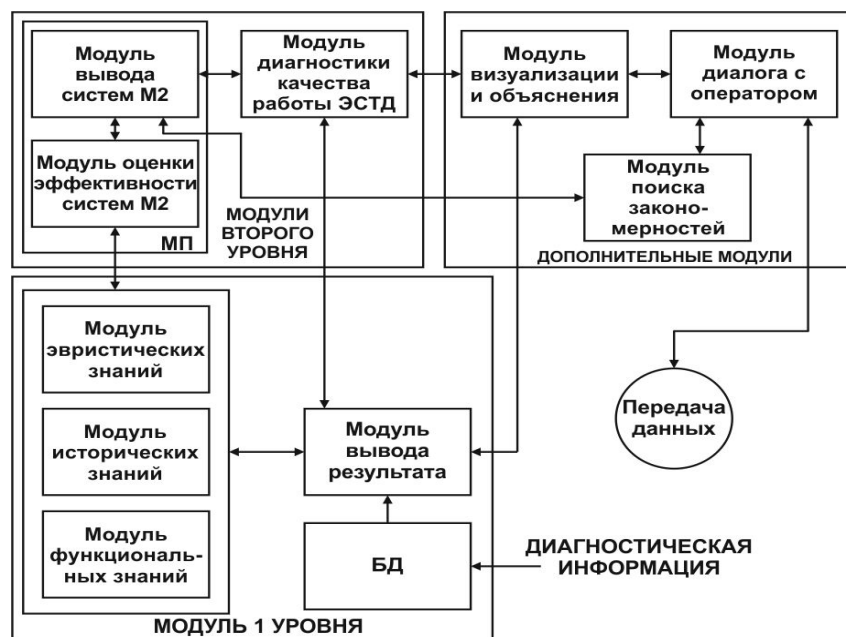 Модуль
вывода
систем М2
Модуль
диагностики
качества
работы ЭСТД
Модуль
визуализации
и объяснения
Модуль
диалога с
оператором
Модуль оценки
эффективности
систем М2
МП
МОДУЛИ
ВТОРОГО
УРОВНЯ
Модуль
поиска
законо-
мерностей
ДОПОЛНИТЕЛЬНЫЕ МОДУЛИ
Модуль
эвристических
знаний
Модуль
исторических
знаний
Модуль
функциональ-
ных знаний
Модуль
вывода
результата
БД
МОДУЛЬ 1 УРОВНЯ
Передача
данных
ДИАГНОСТИЧЕСКАЯ
ИНФОРМАЦИЯ